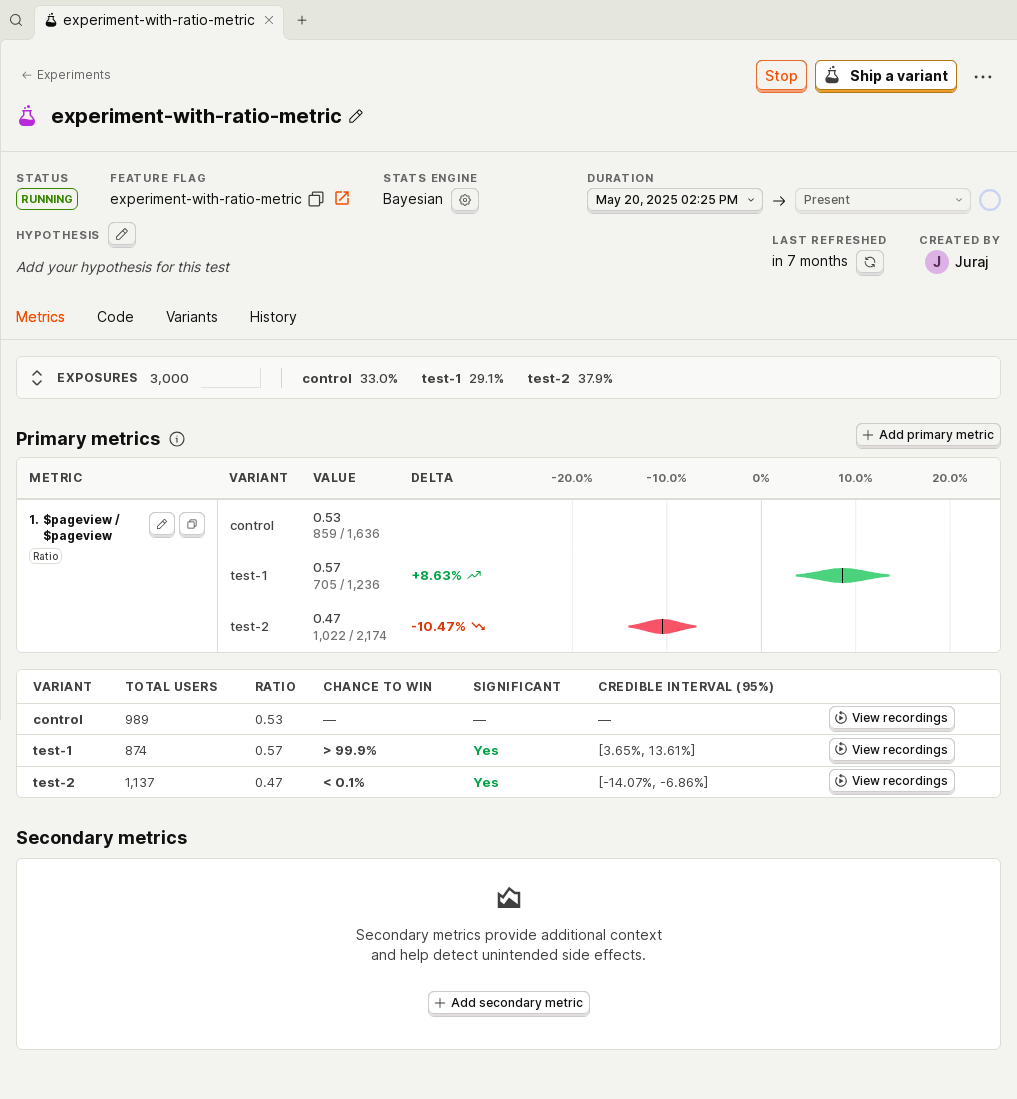 experiment-with-ratio-metric
Experiments
Stop
Ship a variant
experiment-with-ratio-metric
STATUS
RUNNING
FEATURE FLAG
experiment-with-ratio-metric
STATS ENGINE
Bayesian
DURATION
May 20, 2025 02:25 PM
Present
HYPOTHESIS
Add your hypothesis for this test
LAST REFRESHED
in 7 months
CREATED BY
J Juraj
Metrics Code Variants History
EXPOSURES 3,000 control 33.0% test-1 29.1% test-2 37.9%
Primary metrics
Add primary metric
METRIC VARIANT VALUE DELTA -20.0% -10.0% 0% 10.0% 20.0%
1. $pageview /
$pageview
Ratio
control 0.53
859 / 1,636
test-1 0.57
705 / 1,236
+8.63%
test-2 0.47
1,022 / 2,174
-10.47%
VARIANT TOTAL USERS RATIO CHANCE TO WIN SIGNIFICANT CREDIBLE INTERVAL (95%)
control 989 0.53 — — — View recordings
test-1 874 0.57 > 99.9% Yes [3.65%, 13.61%] View recordings
test-2 1,137 0.47 < 0.1% Yes [-14.07%, -6.86%] View recordings
Secondary metrics
Secondary metrics provide additional context
and help detect unintended side effects.
Add secondary metric